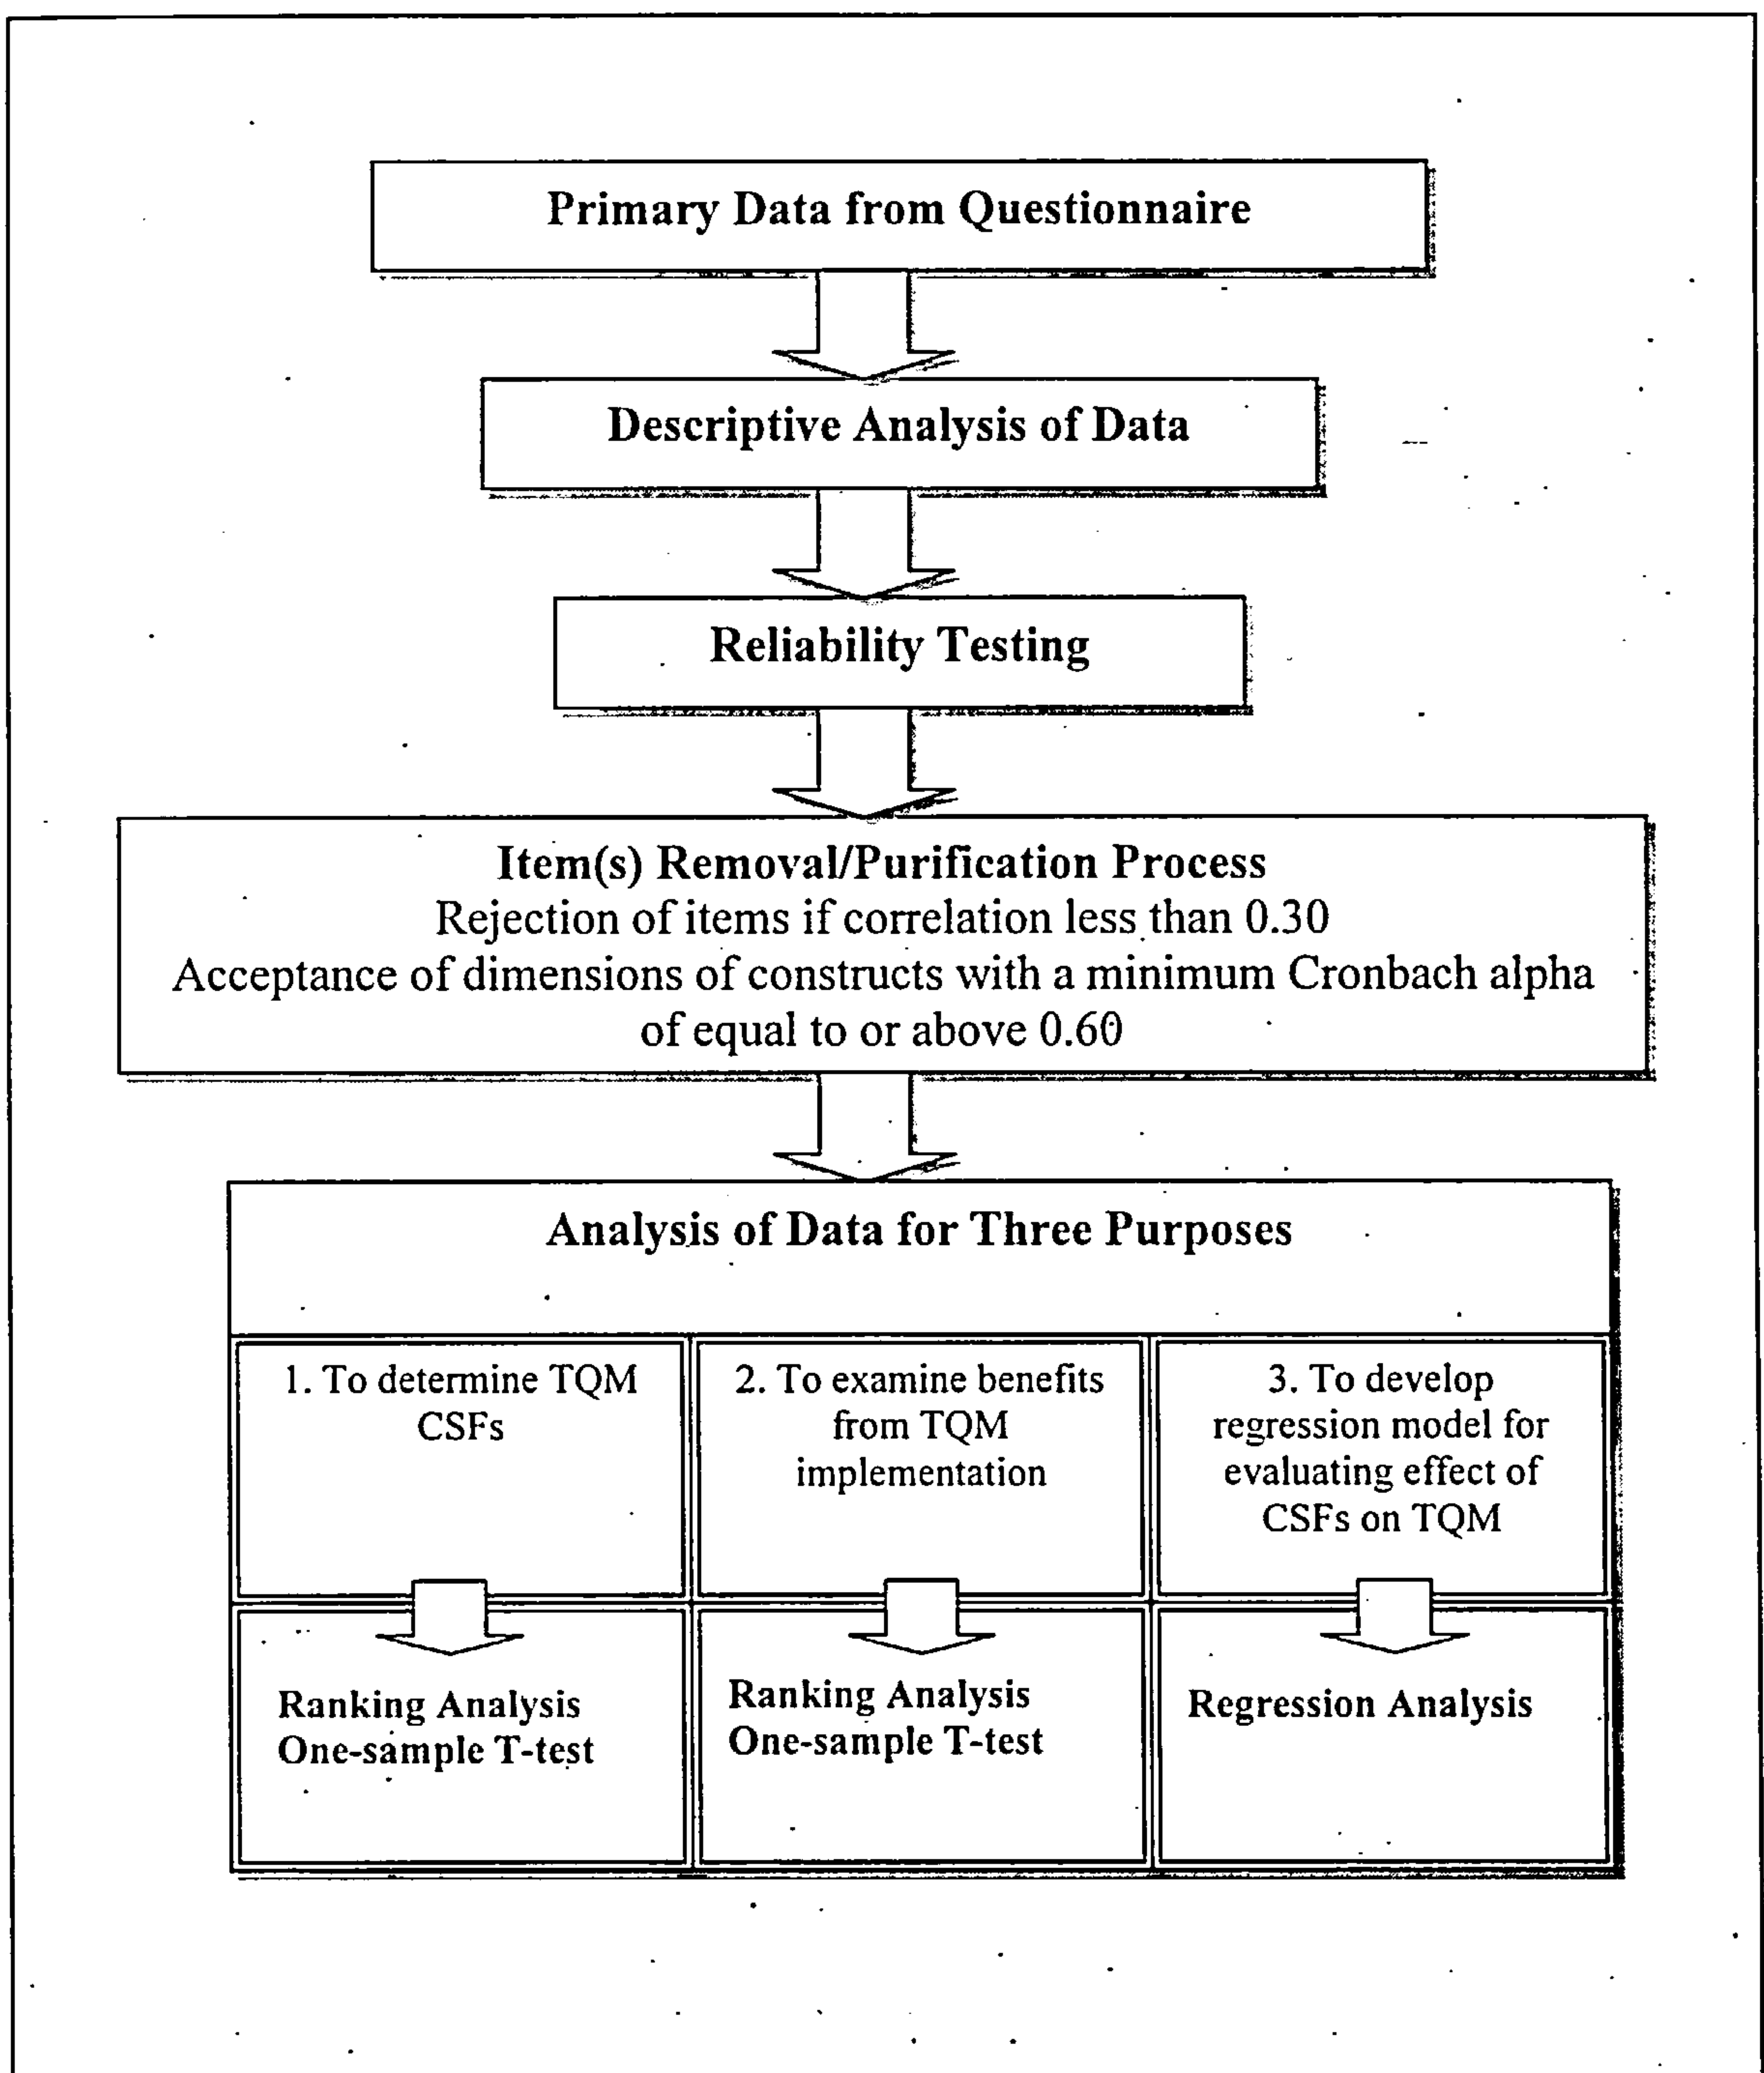 Primary Data from Questionnaire
Descriptive Analysis of Data
Reliability Testing
Item(s) Removal/Purification Process
Rejection of items if correlation less than 0.30
Acceptance of dimensions of constructs with a minimum Cronbach alpha
of equal to or above 0.60
Analysis of Data for Three Purposes
1. To determine TQM
CSFs
2. To examine benefits
from TQM
implementation
3. To develop
regression model for
evaluating effect of
CSFs on TQM
Ranking Analysis
One-sample T-test
Ranking Analysis
One-sample T-test
Regression Analysis